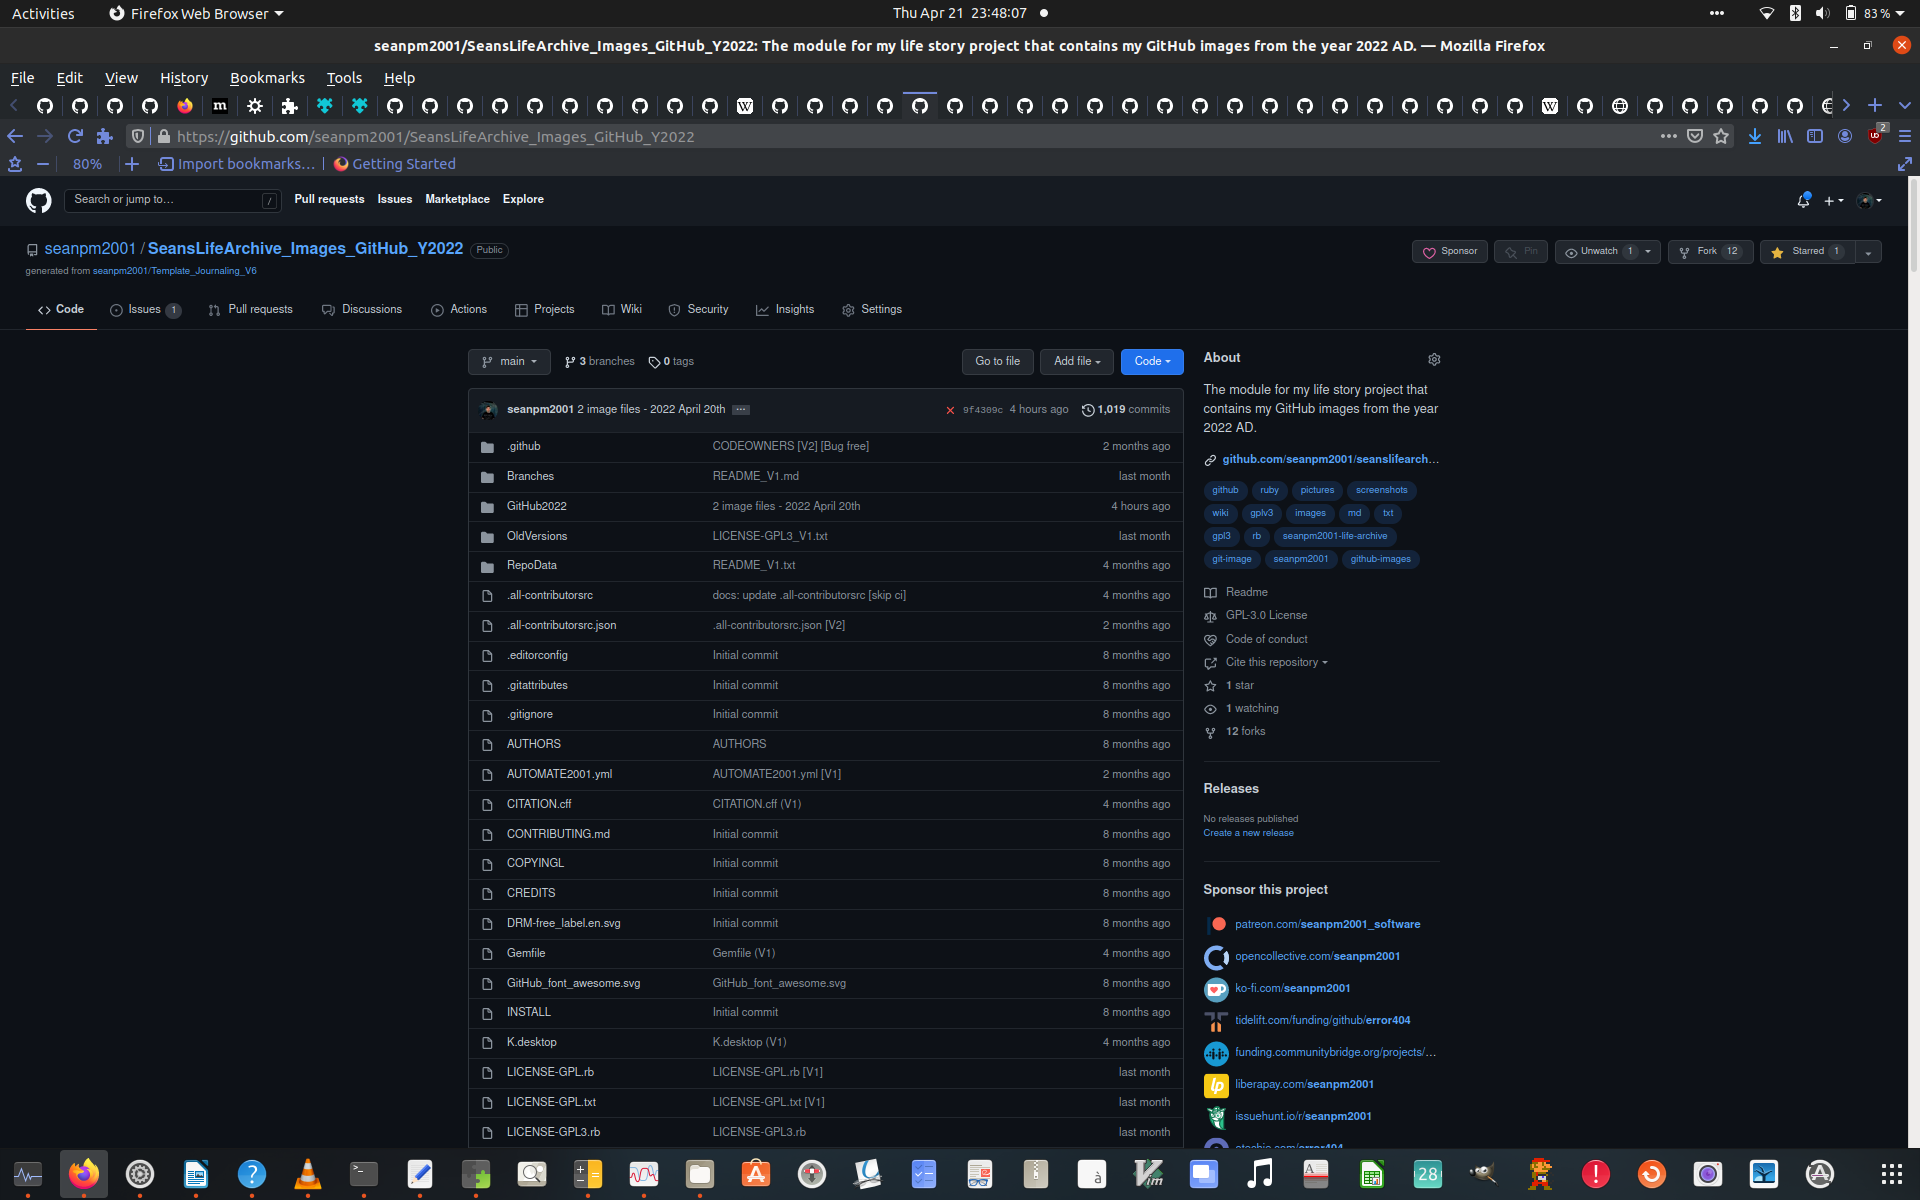 Activities
Firefox Web Browser
Thu Apr 21 23:48:07
83 %
seanpm2001/SeansLifeArchive_Images_GitHub_Y2022: The module for my life story project that contains my GitHub images from the year 2022 AD. — Mozilla Firefox
File Edit View History Bookmarks Tools Help
https://github.com/seanpm2001/SeansLifeArchive_Images_GitHub_Y2022
2
80%
Import bookmarks…
Getting Started
Search or jump to…
/
Pull requests Issues Marketplace Explore
seanpm2001 / SeansLifeArchive_Images_GitHub_Y2022 Public
generated from seanpm2001/Template_Journaling_V6
Sponsor
Pin
Unwatch 1
Fork 12
Starred 1
Code
Issues 1
Pull requests
Discussions
Actions
Projects
Wiki
Security
Insights
Settings
main
3 branches
0 tags
Go to file
Add file
Code
seanpm2001 2 image files - 2022 April 20th ...
9f4309c 4 hours ago 1,019 commits
.github CODEOWNERS [V2] [Bug free] 2 months ago
Branches README_V1.md last month
GitHub2022 2 image files - 2022 April 20th 4 hours ago
OldVersions LICENSE-GPL3_V1.txt last month
RepoData README_V1.txt 4 months ago
.all-contributorsrc docs: update .all-contributorsrc [skip ci] 4 months ago
.all-contributorsrc.json .all-contributorsrc.json [V2] 2 months ago
.editorconfig Initial commit 8 months ago
.gitattributes Initial commit 8 months ago
.gitignore Initial commit 8 months ago
AUTHORS AUTHORS 8 months ago
AUTOMATE2001.yml AUTOMATE2001.yml [V1] 2 months ago
CITATION.cff CITATION.cff (V1) 4 months ago
CONTRIBUTING.md Initial commit 8 months ago
COPYINGL Initial commit 8 months ago
CREDITS Initial commit 8 months ago
DRM-free_label.en.svg Initial commit 8 months ago
Gemfile Gemfile (V1) 4 months ago
GitHub_font_awesome.svg GitHub_font_awesome.svg 8 months ago
INSTALL Initial commit 8 months ago
K.desktop K.desktop (V1) 4 months ago
LICENSE-GPL.rb LICENSE-GPL.rb [V1] last month
LICENSE-GPL.txt LICENSE-GPL.txt [V1] last month
LICENSE-GPL3.rb LICENSE-GPL3.rb last month
About
The module for my life story project that
contains my GitHub images from the year
2022 AD.
github.com/seanpm2001/seanslifearch...
github ruby pictures screenshots
wiki gplv3 images md txt
gpl3 rb seanpm2001-life-archive
git-image seanpm2001 github-images
Readme
GPL-3.0 License
Code of conduct
Cite this repository
1 star
1 watching
12 forks
Releases
No releases published
Create a new release
Sponsor this project
patreon.com/seanpm2001_software
opencollective.com/seanpm2001
ko-fi.com/seanpm2001
tidelift.com/funding/github/error404
funding.communitybridge.org/projects/...
liberapay.com/seanpm2001
issuehunt.io/r/seanpm2001
28